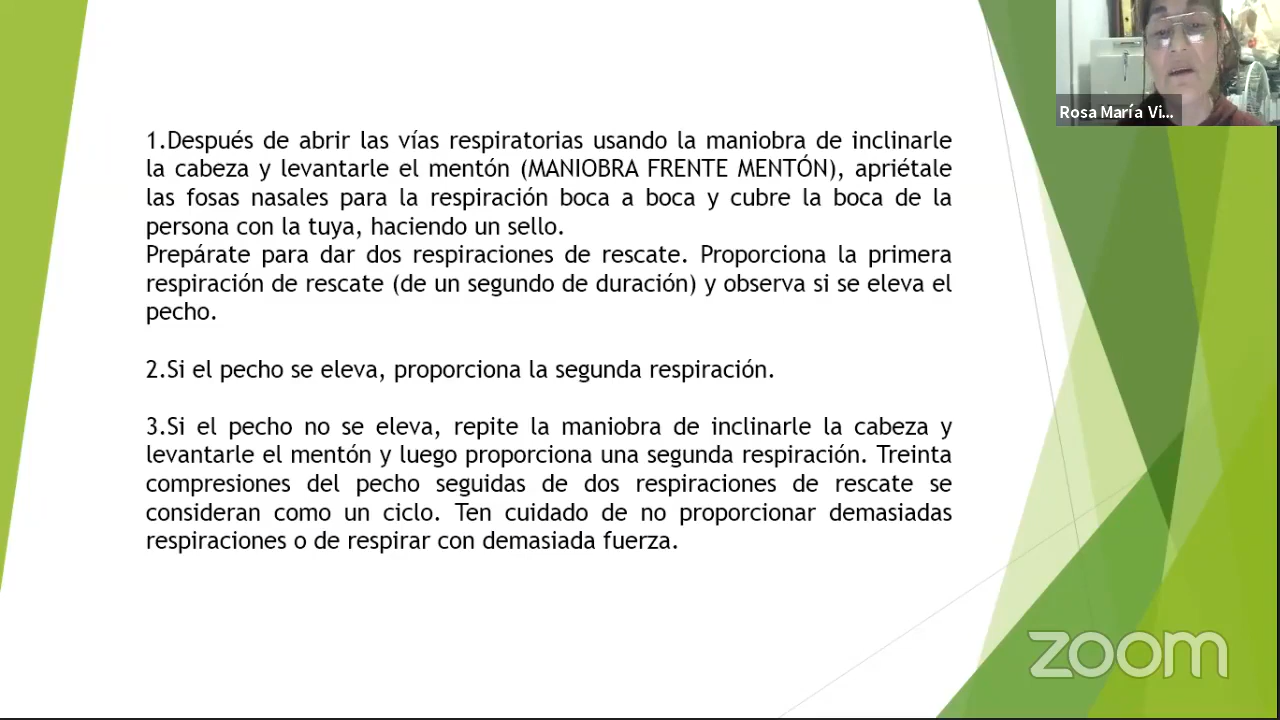 1.Después de abrir las vías respiratorias usando la maniobra de inclinarle
la cabeza y levantarle el mentón (MANIOBRA FRENTE MENTÓN), apriétale
las fosas nasales para la respiración boca a boca y cubre la boca de la
persona con la tuya, haciendo un sello.
Prepárate para dar dos respiraciones de rescate. Proporciona la primera
respiración de rescate (de un segundo de duración) y observa si se eleva el
pecho.
2.Si el pecho se eleva, proporciona la segunda respiración.
3.Si el pecho no se eleva, repite la maniobra de inclinarle la cabeza y
levantarle el mentón y luego proporciona una segunda respiración. Treinta
compresiones del pecho seguidas de dos respiraciones de rescate se
consideran como un ciclo. Ten cuidado de no proporcionar demasiadas
respiraciones o de respirar con demasiada fuerza.
Rosa María Vi...
zoom